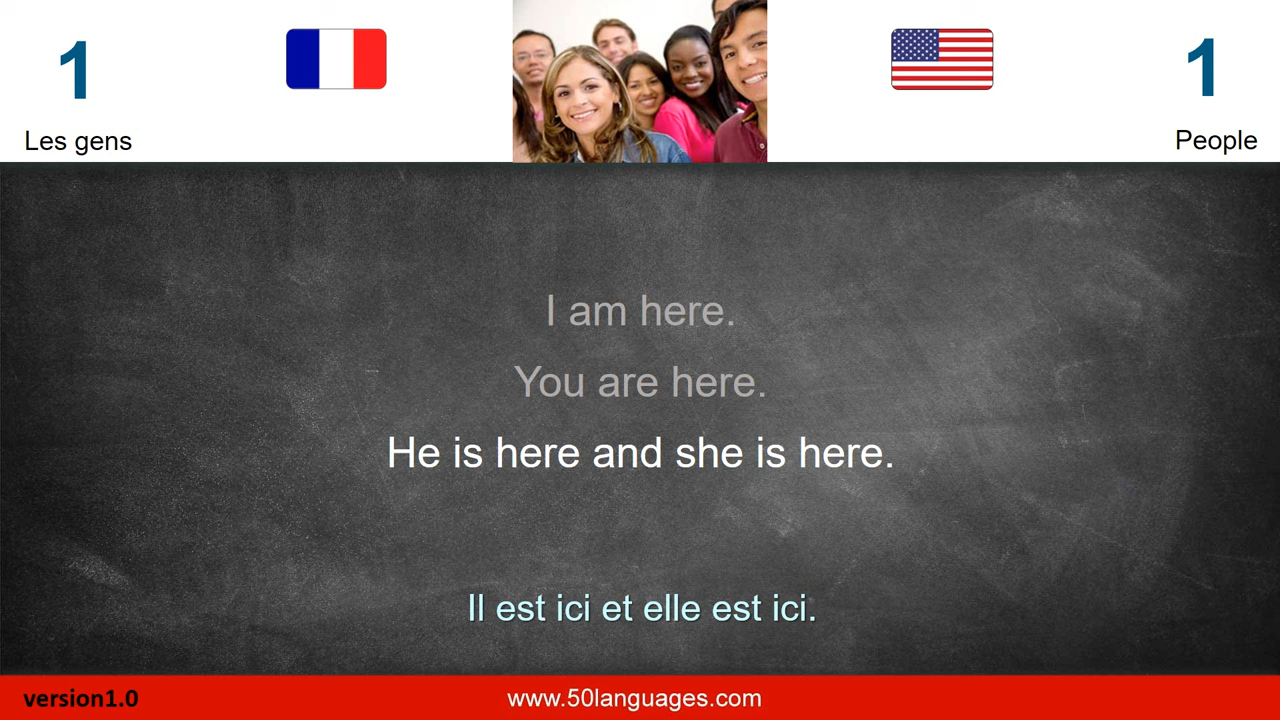 1
1
Les gens
People
I am here.
You are here.
He is here and she is here.
Il est ici et elle est ici.
version1.0
www.50languages.com